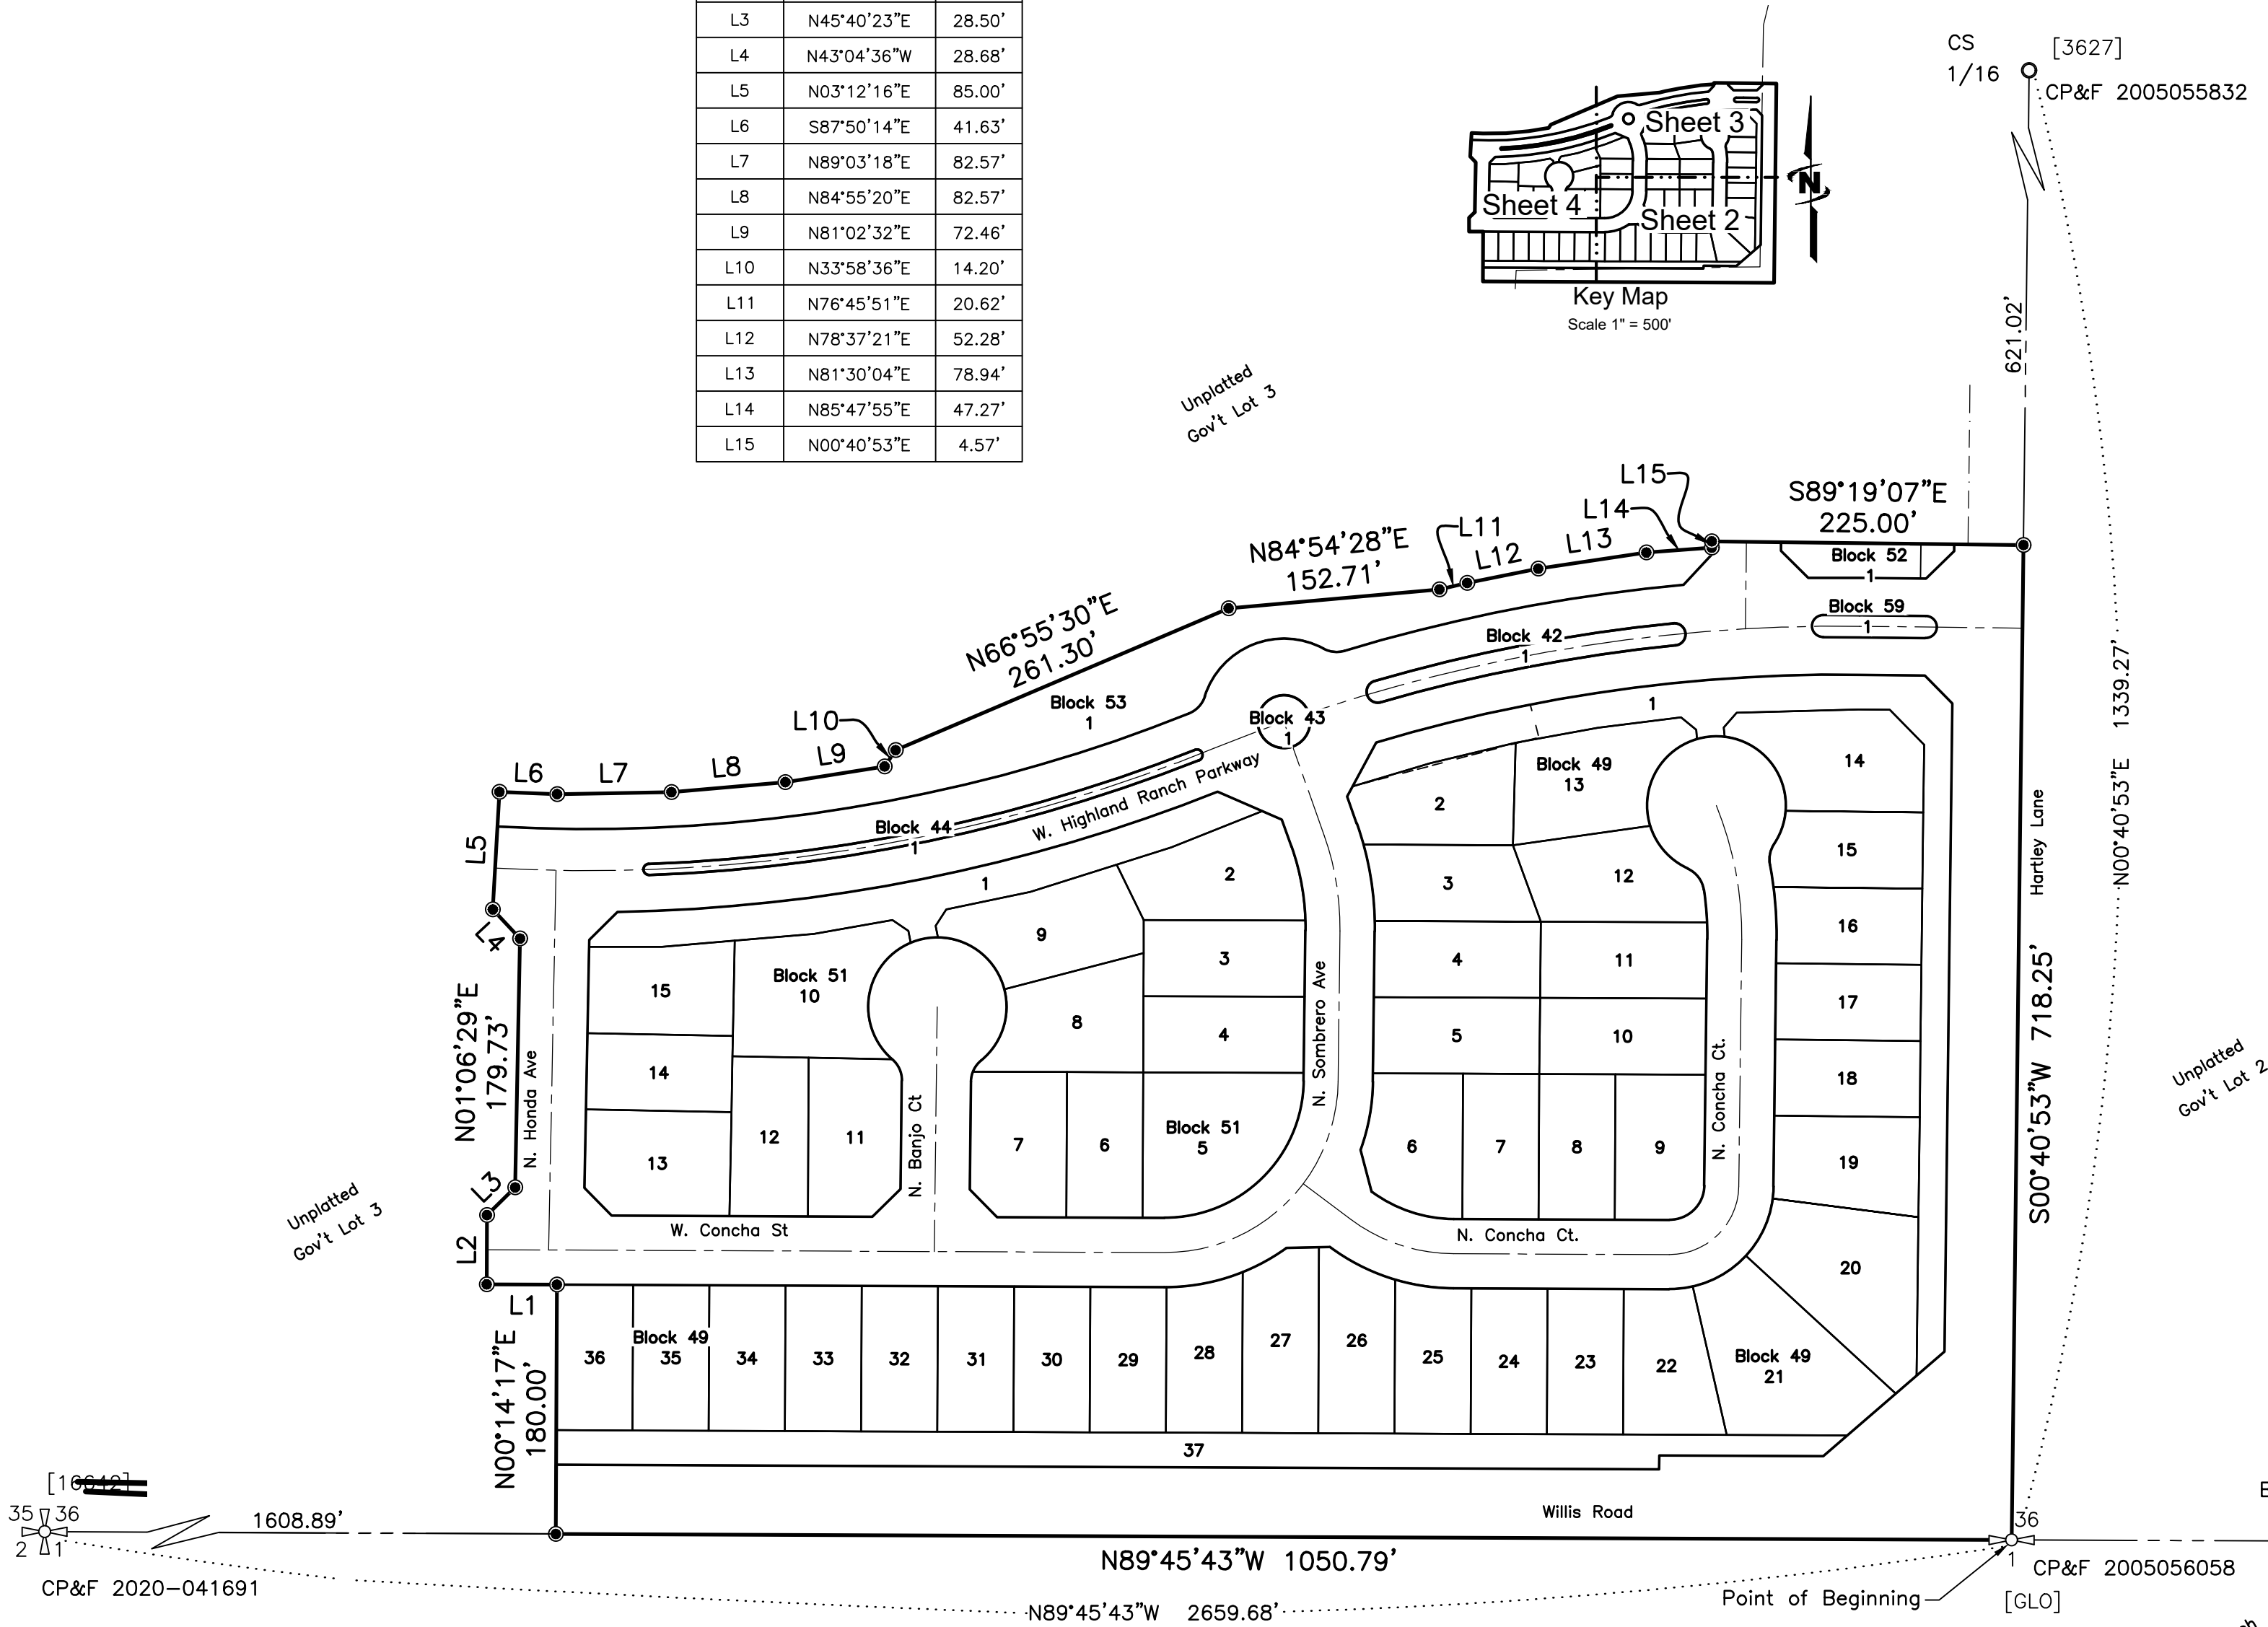 L3 N45°40'23"E 28.50'
L4 N43°04'36"W 28.68'
L5 N03°12'16"E 85.00'
L6 S87°50'14"E 41.63'
L7 N89°03'18"E 82.57'
L8 N84°55'20"E 82.57'
L9 N81°02'32"E 72.46'
L10 N33°58'36"E 14.20'
L11 N76°45'51"E 20.62'
L12 N78°37'21"E 52.28'
L13 N81°30'04"E 78.94'
L14 N85°47'55"E 47.27'
L15 N00°40'53"E 4.57'
Sheet 3
Sheet 4
Sheet 2
N
Key Map
Scale 1" = 500'
CS
1/16
[3627]
CP&F 2005055832
621.02'
Unplatted
Gov't Lot 3
L15
L14
L13
L12
L11
S89°19'07"E
225.00'
N84°54'28"E
152.71'
N66°55'30"E
261.30'
L10
L9
L8
L7
L6
L5
L4
N01°06'29"E
179.73'
L3
L2
L1
N00°14'17"E
180.00'
Block 52
1
Block 59
1
Block 42
1
Block 53
1
Block 43
1
Block 44
1
W. Highland Ranch Parkway
1
1
Block 49
13
14
2
15
3
12
16
4
11
17
5
10
18
6
7
8
9
19
20
2
9
3
8
4
7
6
Block 51
5
Block 51
10
15
14
13
12
11
N. Honda Ave
N. Banjo Ct
N. Sombrero Ave
N. Concha Ct.
N. Concha Ct.
W. Concha St
Hartley Lane
N00°40'53"E 1339.27'
S00°40'53"W 718.25'
Unplatted
Gov't Lot 2
Unplatted
Gov't Lot 3
36
Block 49
35
34
33
32
31
30
29
28
27
26
25
24
23
22
Block 49
21
37
Willis Road
35 36
2 1
1608.89'
CP&F 2020-041691
N89°45'43"W 1050.79'
N89°45'43"W 2659.68'
Point of Beginning
36
1
CP&F 2005056058
[GLO]